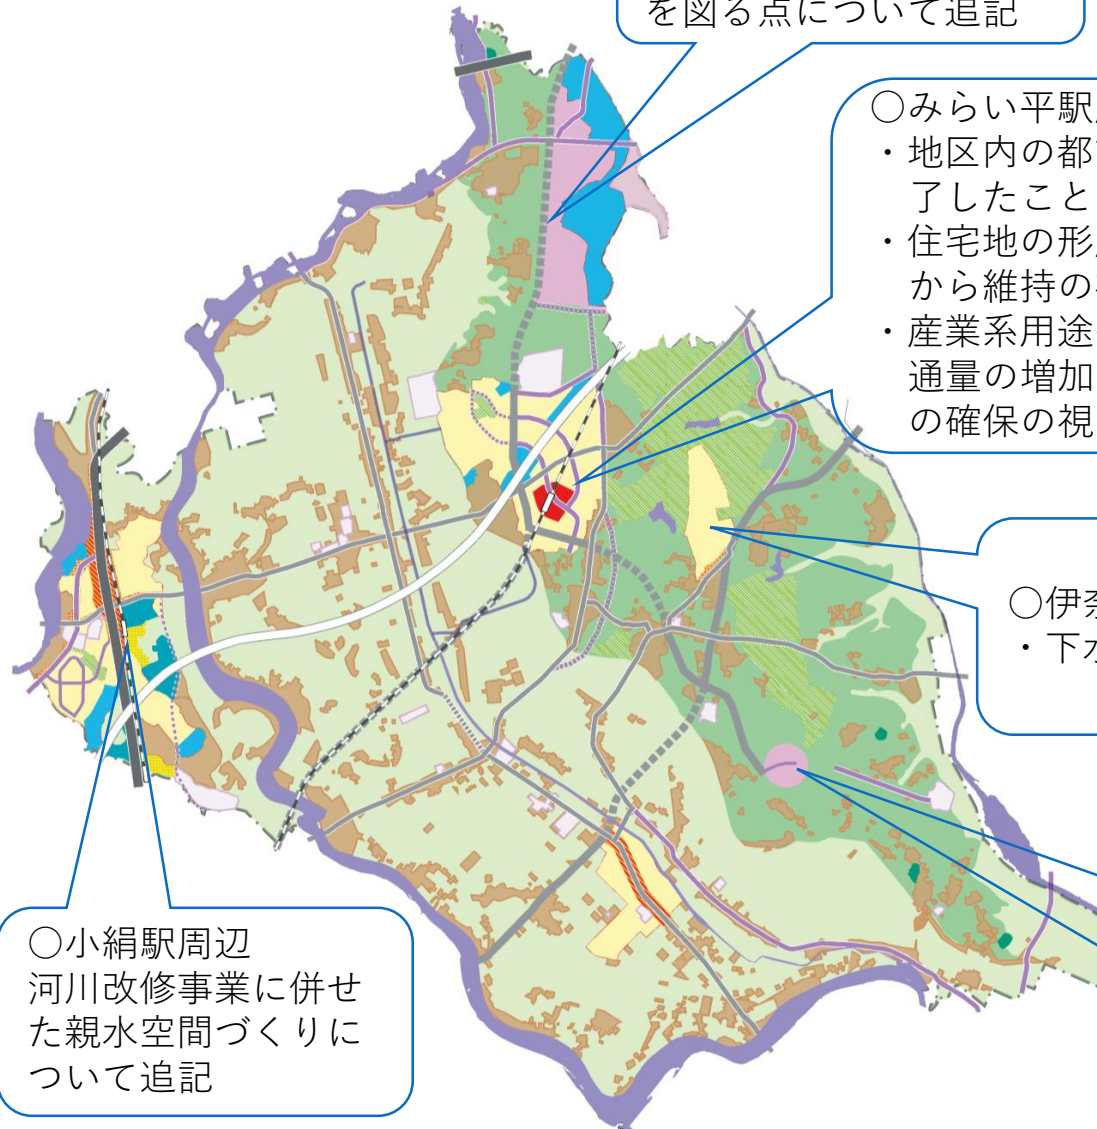 を図る点について追記
○みらい平駅
・地区内の都
了したこと
・住宅地の形
から維持の
・産業系用途
通量の増加
の確保の視
○伊奈
・下水
○小絹駅周辺
河川改修事業に併せ
た親水空間づくりに
ついて追記